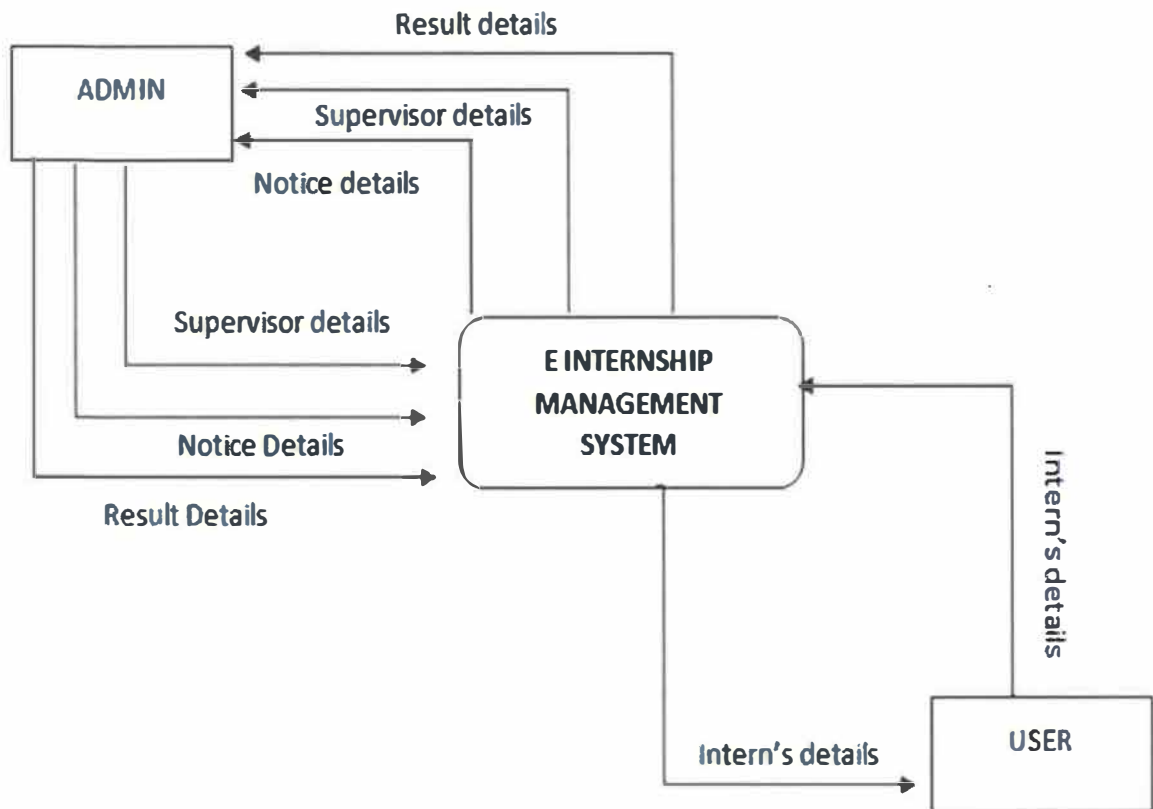 Result details
ADMIN
Supervisor details
Notice details
Supervisor details
E INTERNSHIP
MANAGEMENT
SYSTEM
Notice Details
Result Details
Intern's details
USER
Intern's details